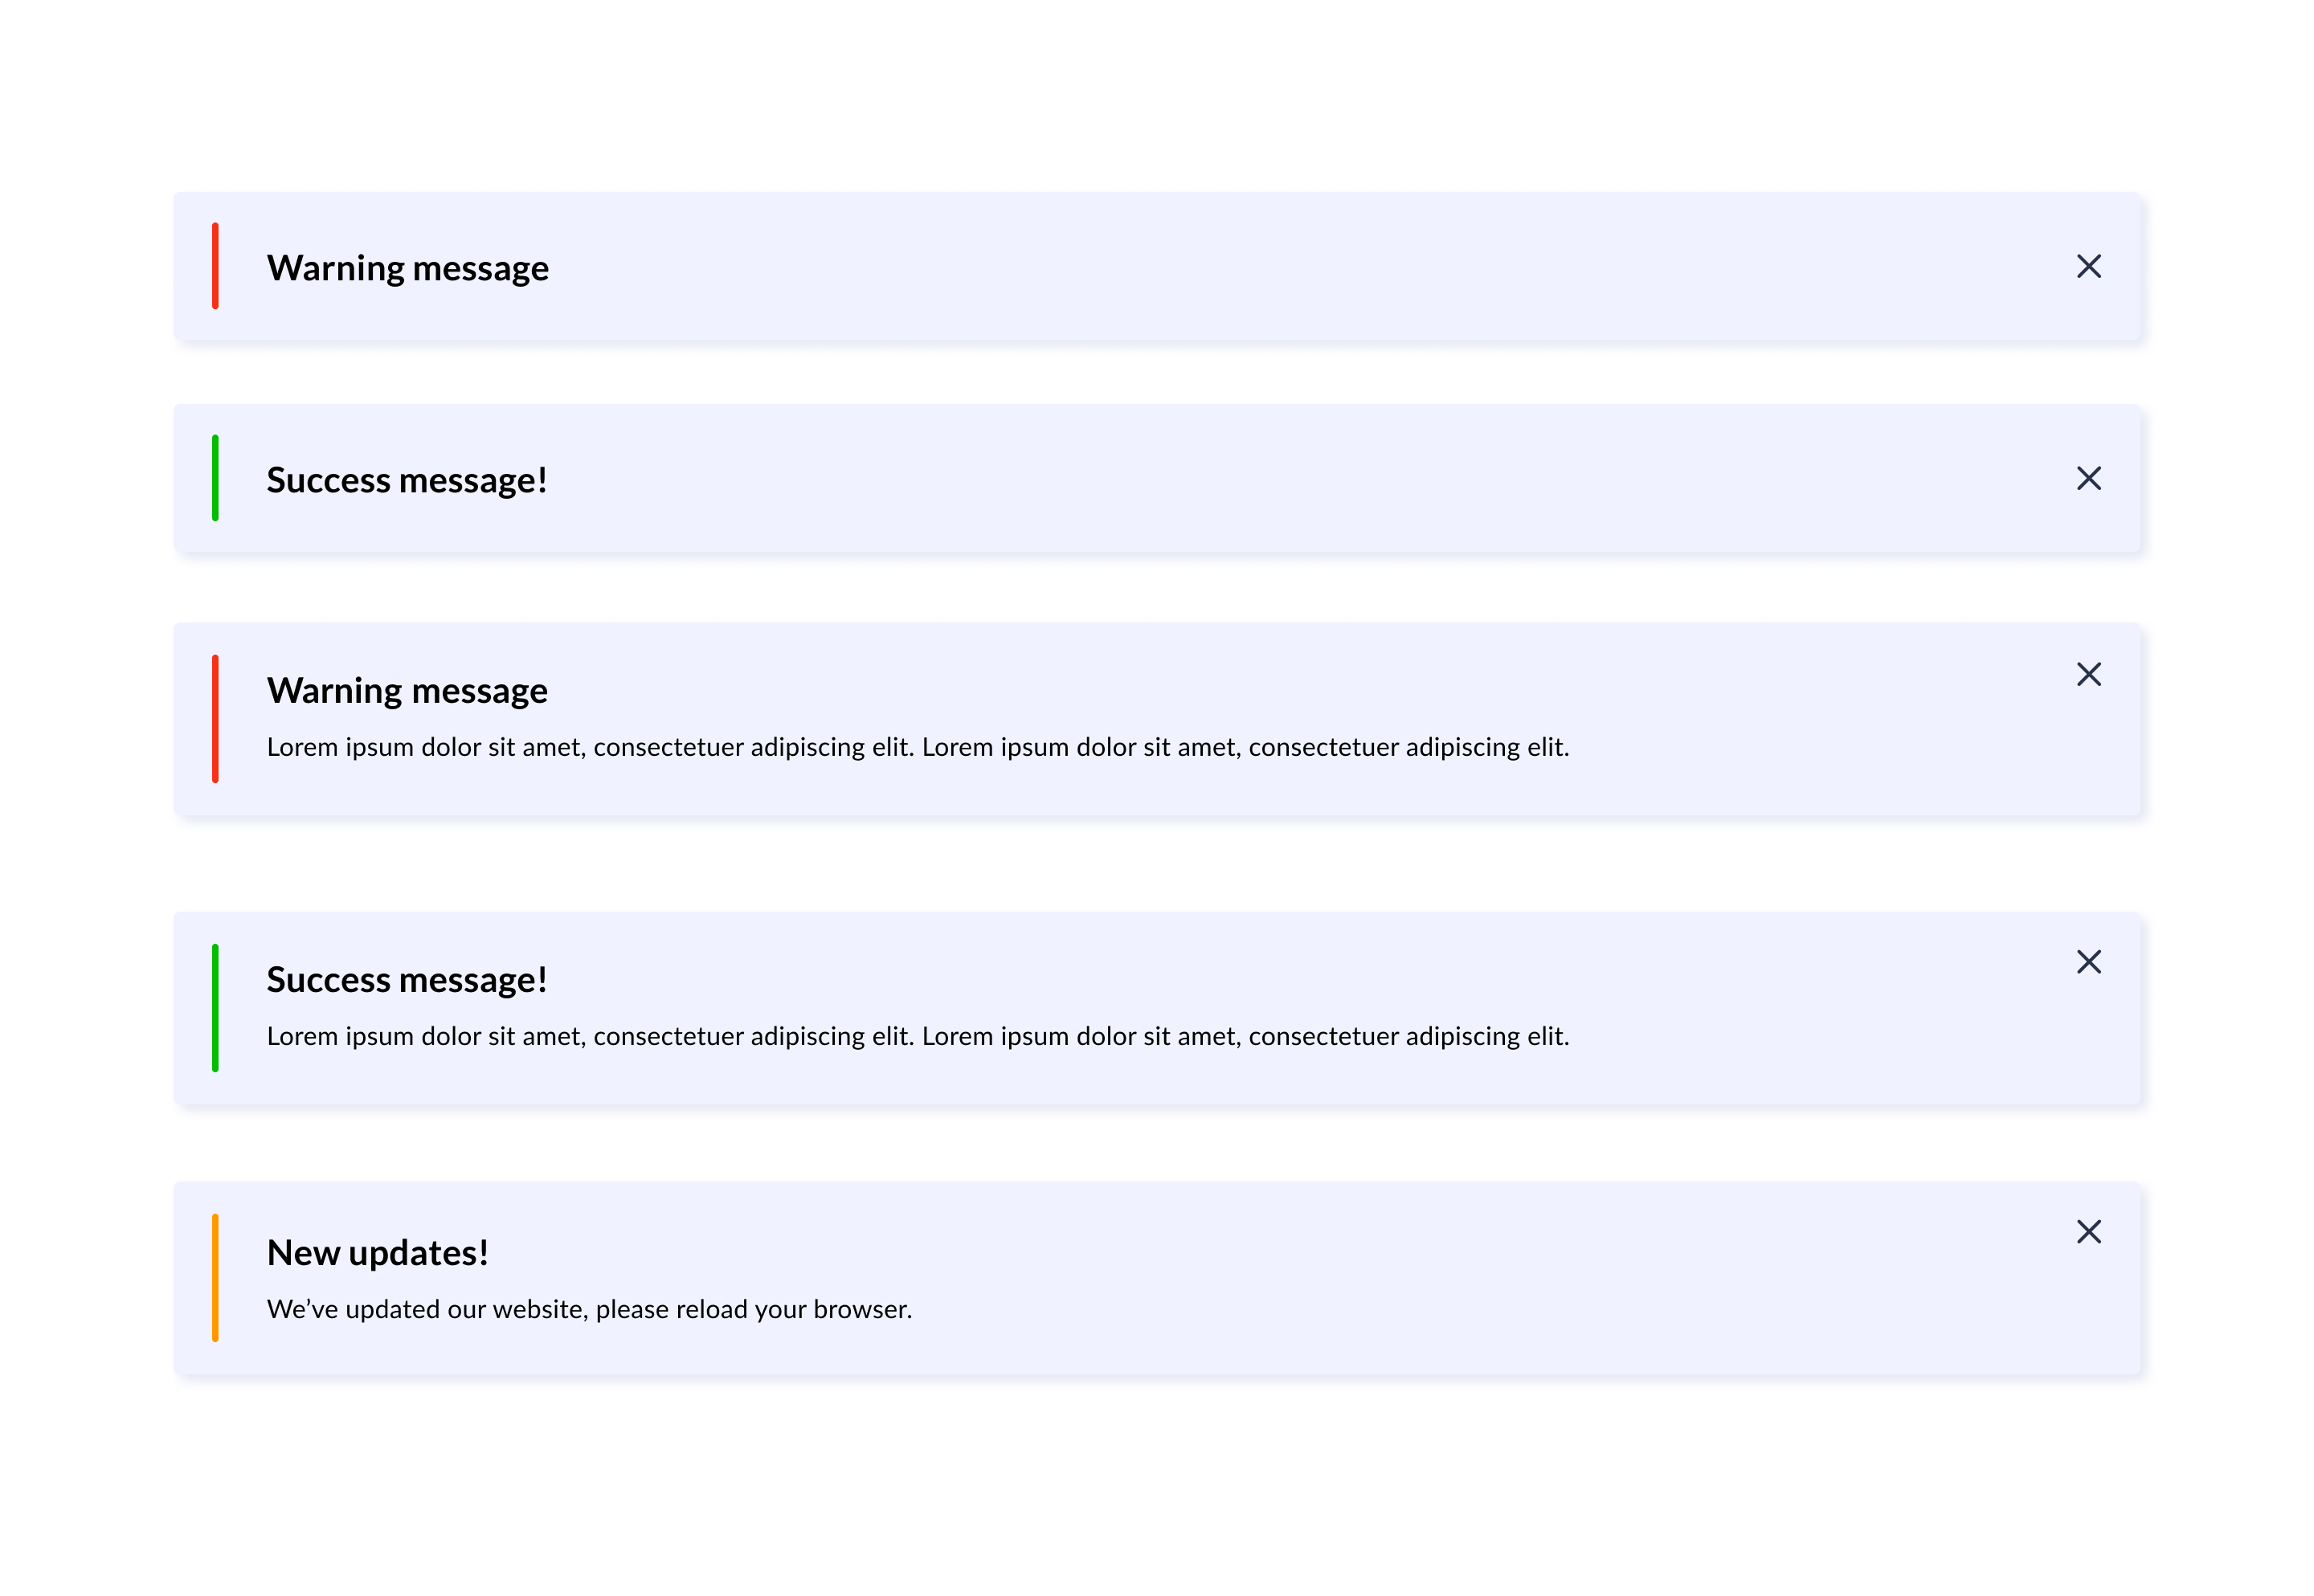 Warning message
Success message!
Warning message
Lorem ipsum dolor sit amet, consectetuer adipiscing elit. Lorem ipsum dolor sit amet, consectetuer adipiscing elit.
Success message!
Lorem ipsum dolor sit amet, consectetuer adipiscing elit. Lorem ipsum dolor sit amet, consectetuer adipiscing elit.
New updates!
We’ve updated our website, please reload your browser.